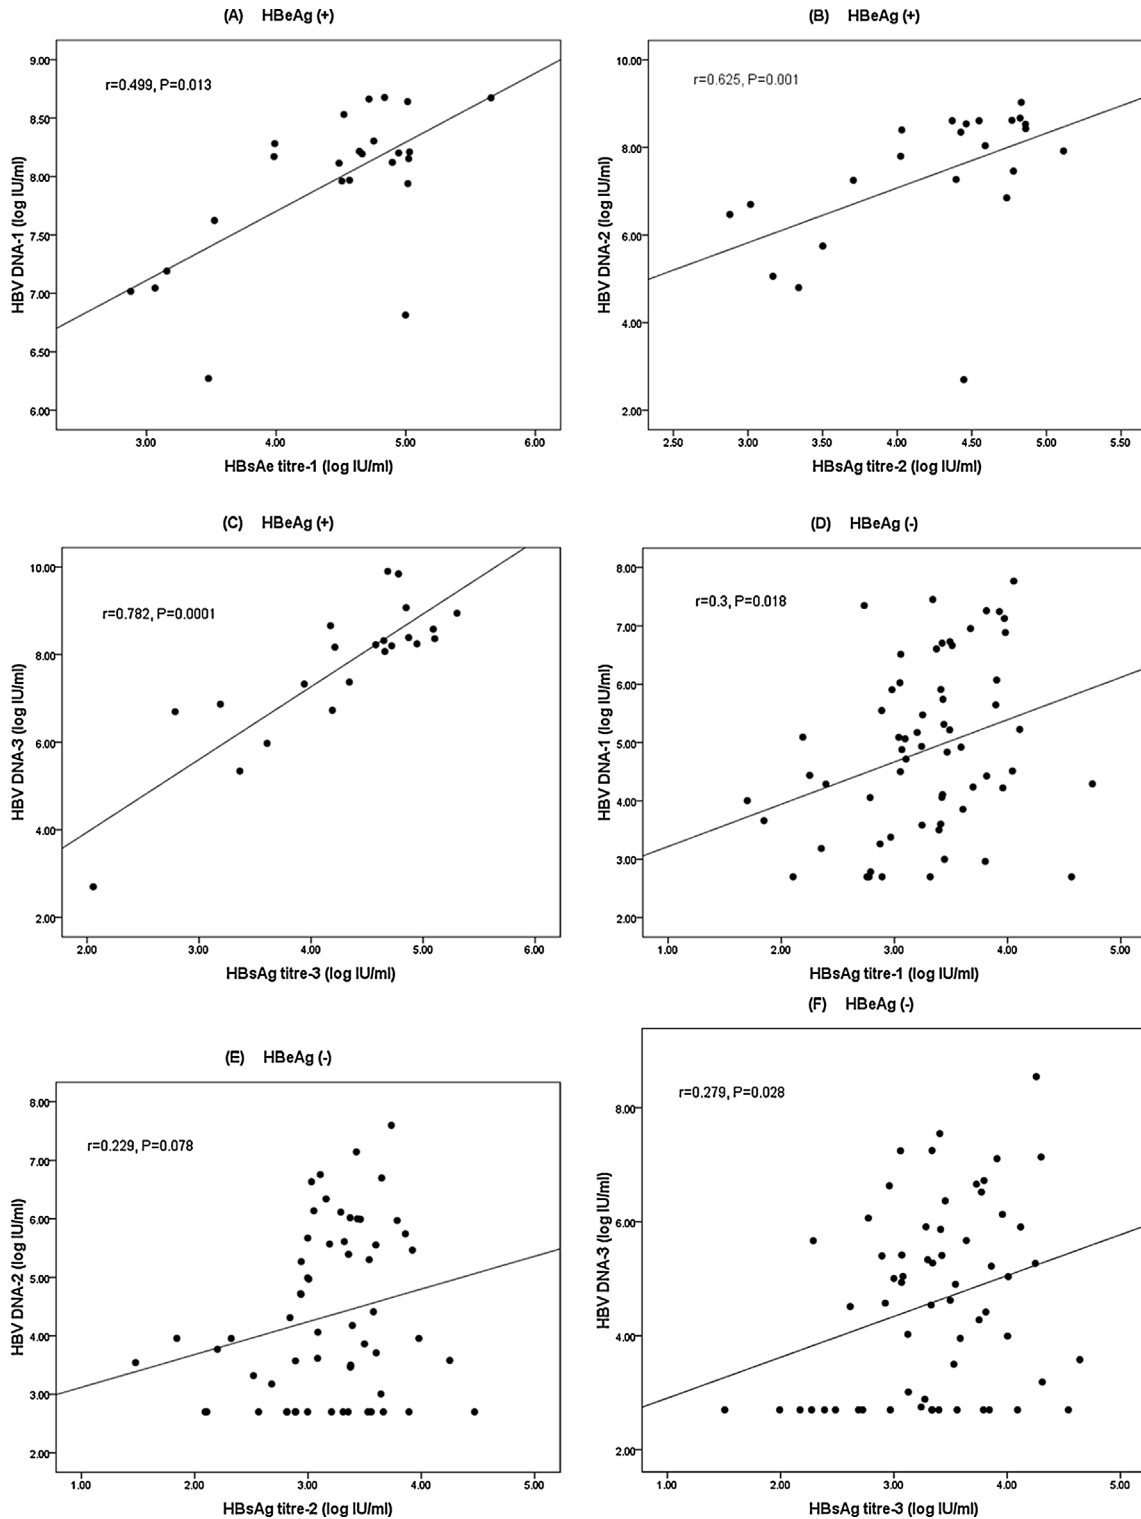 (A) HBeAg (+)
r=0.499, P=0.013
HBV DNA-1 (log IU/ml)
9.00
8.50
8.00
7.50
7.00
6.50
6.00
3.00 4.00 5.00 6.00
HBsAe titre-1 (log IU/ml)
(B) HBeAg (+)
r=0.625, P=0.001
HBV DNA-2 (log IU/ml)
10.00
8.00
6.00
4.00
2.00
2.50 3.00 3.50 4.00 4.50 5.00 5.50
HBsAg titre-2 (log IU/ml)
(C) HBeAg (+)
r=0.782, P=0.0001
HBV DNA-3 (log IU/ml)
10.00
8.00
6.00
4.00
2.00
2.00 3.00 4.00 5.00 6.00
HBsAg titre-3 (log IU/ml)
(D) HBeAg (-)
r=0.3, P=0.018
HBV DNA-1 (log IU/ml)
8.00
7.00
6.00
5.00
4.00
3.00
2.00
1.00 2.00 3.00 4.00 5.00
HBsAg titre-1 (log IU/ml)
(E) HBeAg (-)
r=0.229, P=0.078
HBV DNA-2 (log IU/ml)
8.00
7.00
6.00
5.00
4.00
3.00
2.00
1.00 2.00 3.00 4.00 5.00
HBsAg titre-2 (log IU/ml)
(F) HBeAg (-)
r=0.279, P=0.028
HBV DNA-3 (log IU/ml)
8.00
6.00
4.00
2.00
1.00 2.00 3.00 4.00 5.00
HBsAg titre-3 (log IU/ml)